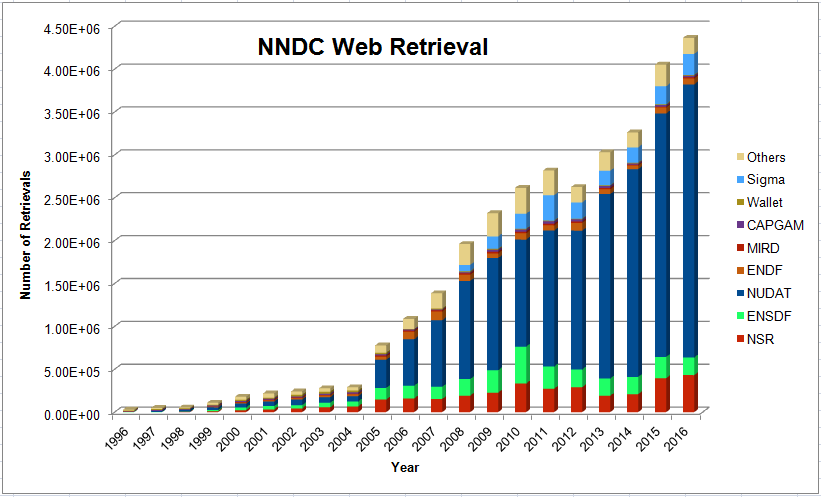 NNDC Web Retrieval
4.50E+06
4.00E+06
3.50E+06
3.00E+06
2.50E+06
2.00E+06
1.50E+06
1.00E+06
5.00E+05
0.00E+00
Number of Retrievals
1996 1997 1998 1999 2000 2001 2002 2003 2004 2005 2006 2007 2008 2009 2010 2011 2012 2013 2014 2015 2016
Year
Others
Sigma
Wallet
CAPGAM
MIRD
ENDF
NUDAT
ENSDF
NSR